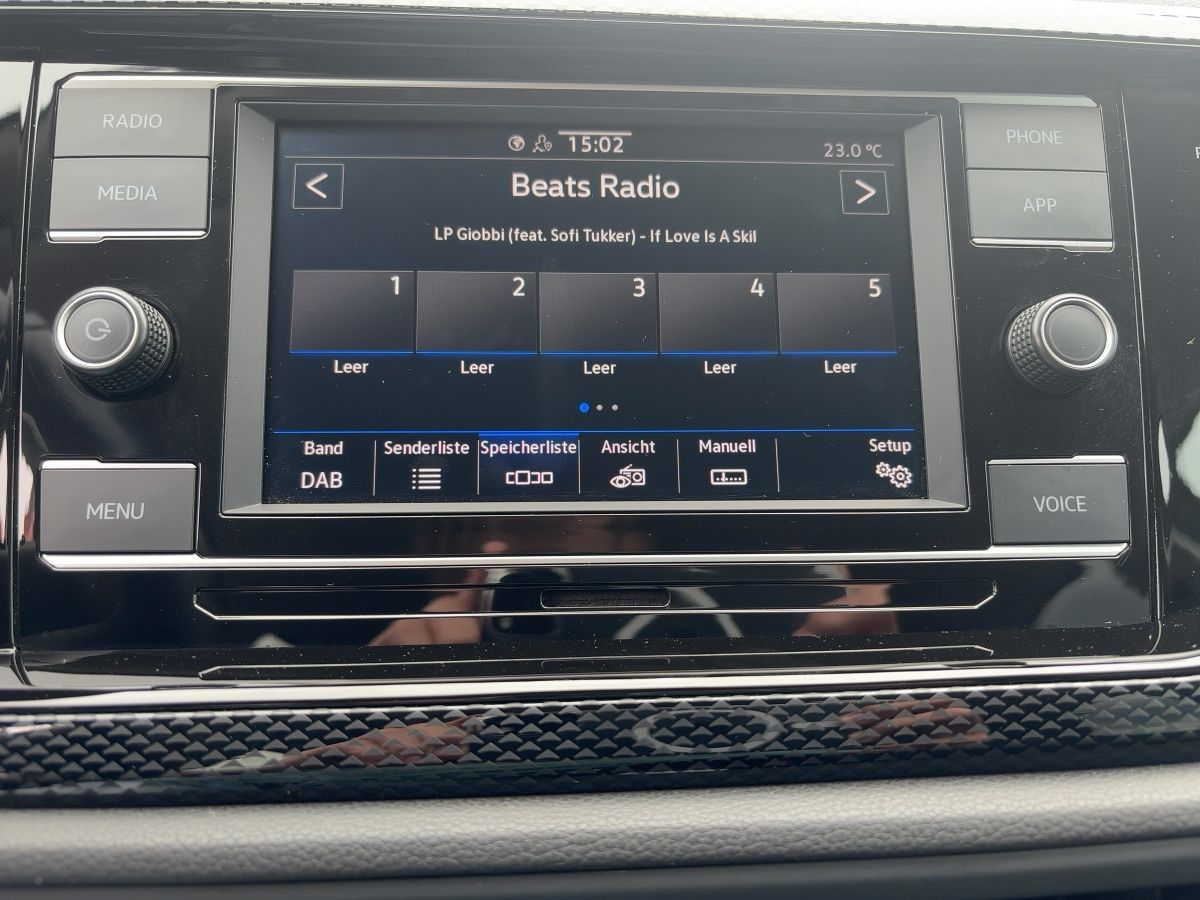 RADIO
MEDIA
MENU
15:02
23.0 °C
<
Beats Radio
>
LP Giobbi (feat. Sofi Tukker) - If Love Is A Skil
1 2 3 4 5
Leer Leer Leer Leer Leer
Band Senderliste Speicherliste Ansicht Manuell Setup
DAB
PHONE
APP
VOICE